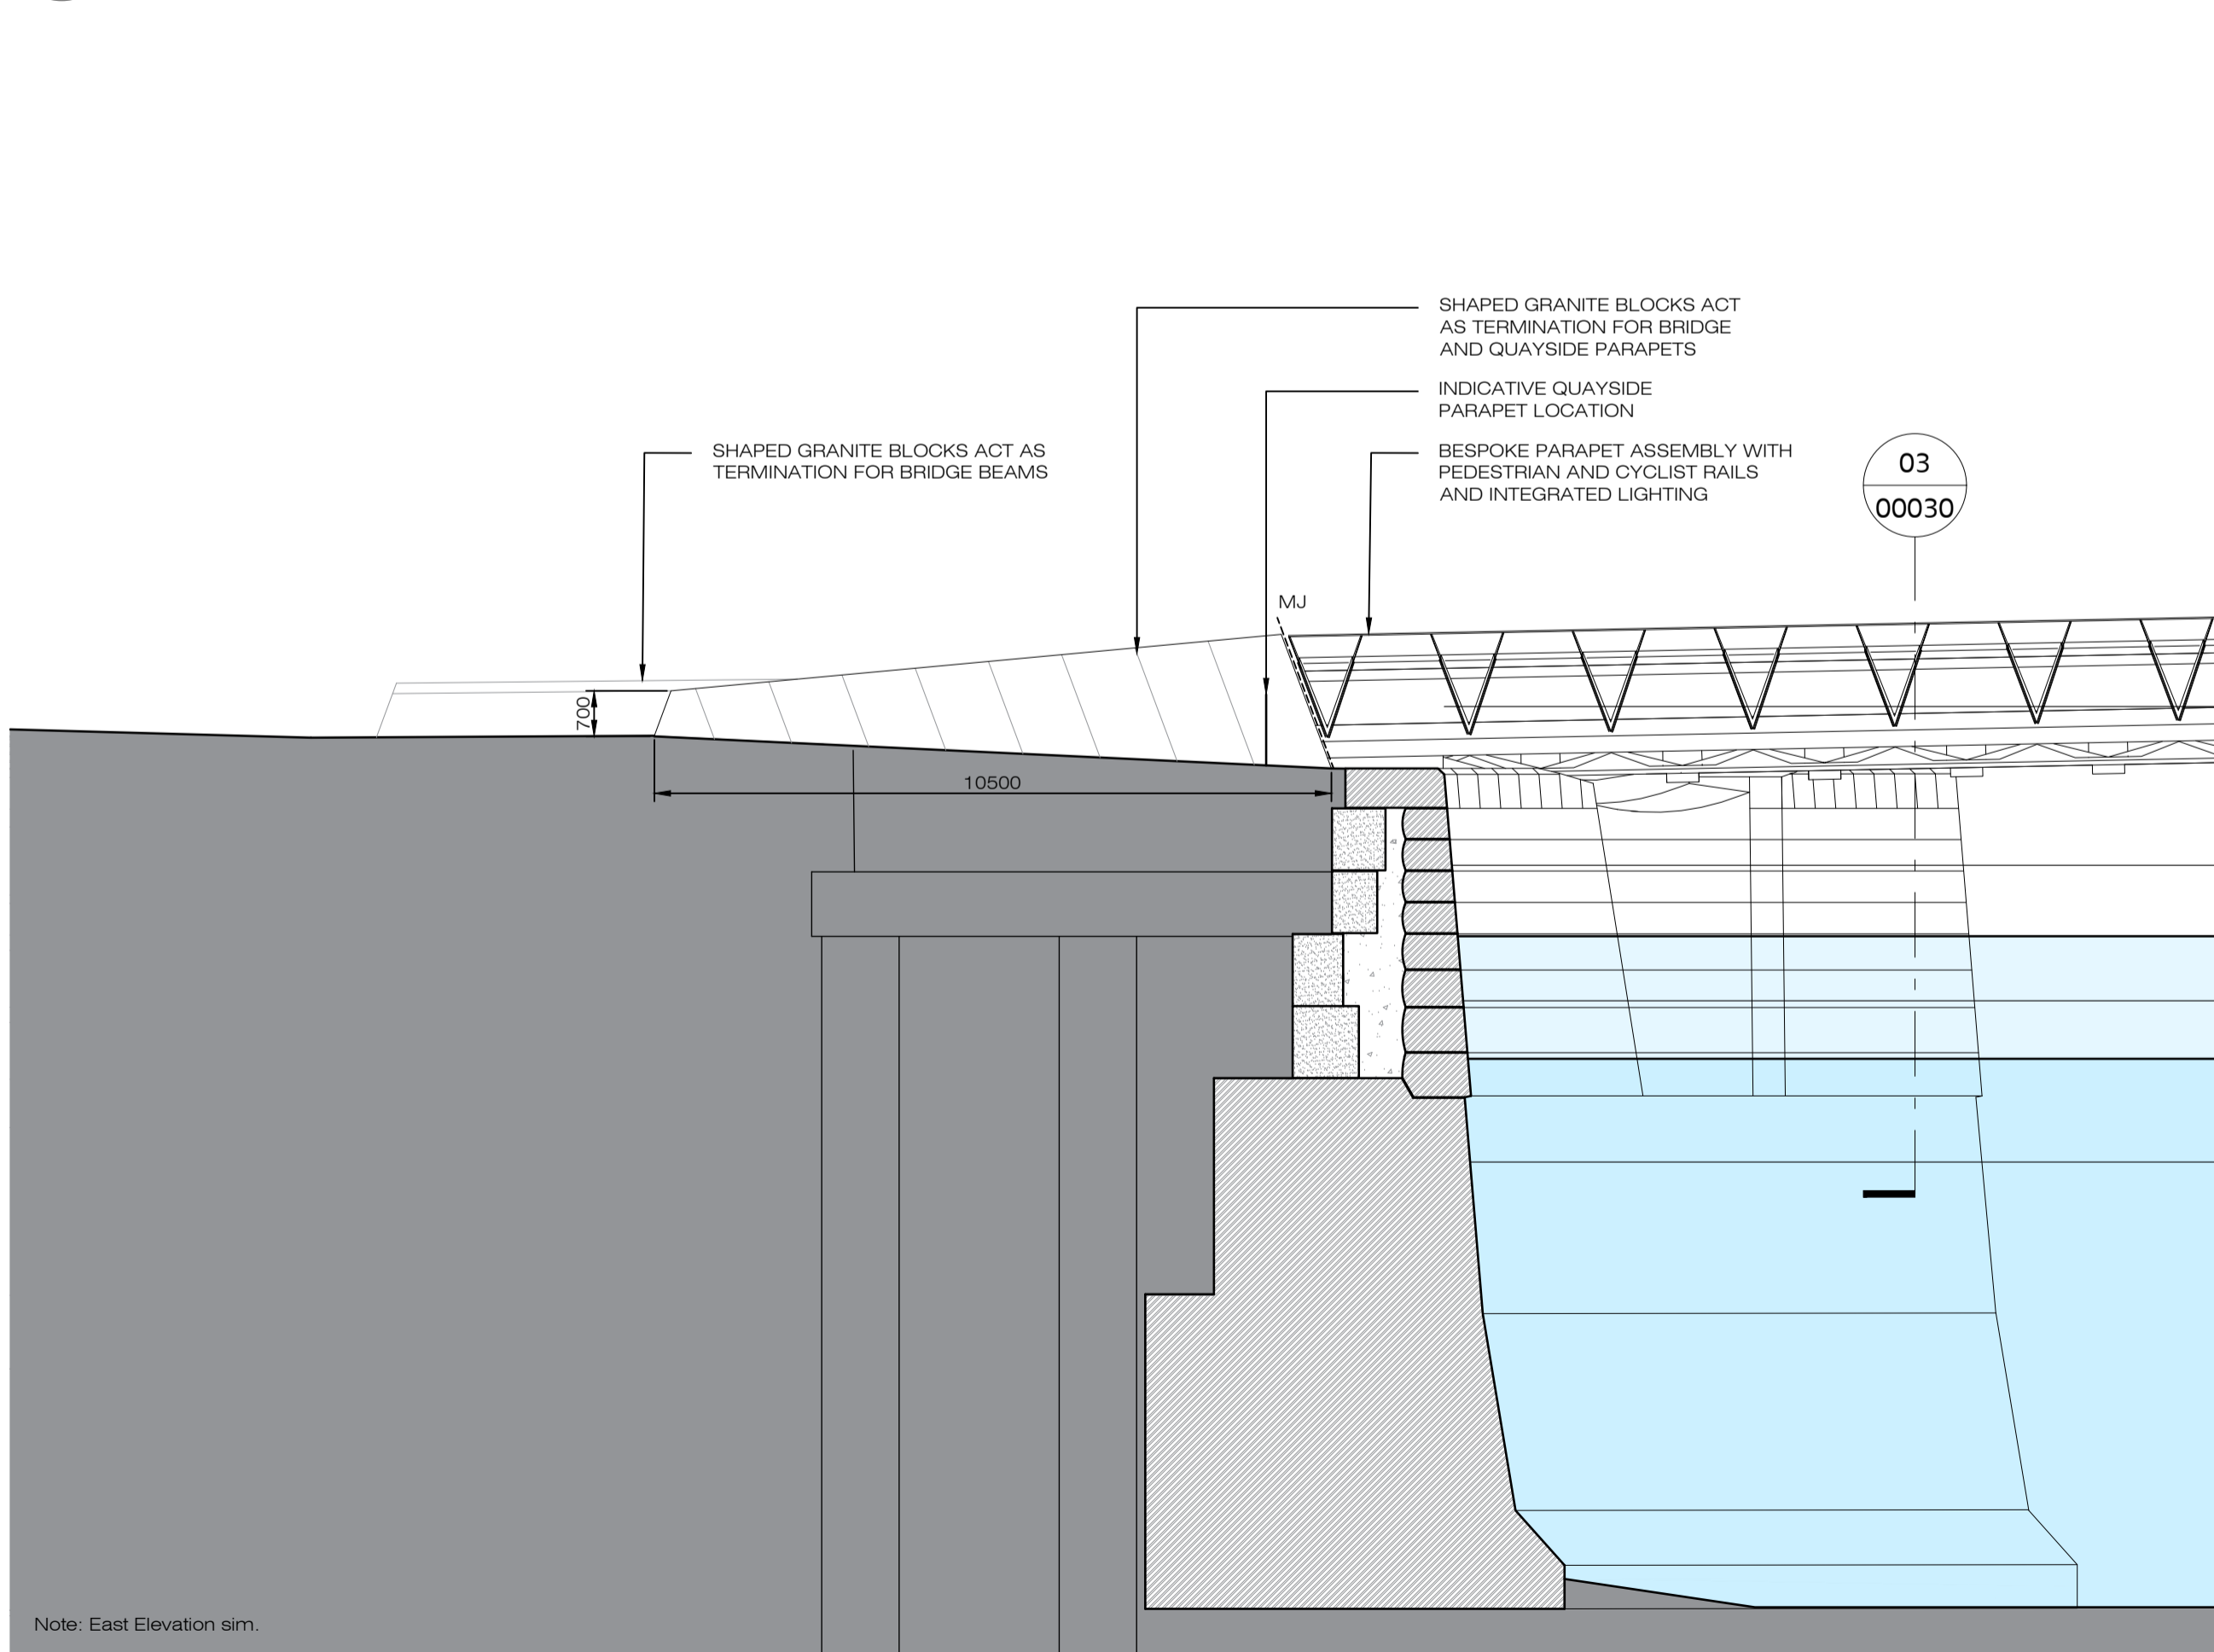 SHAPED GRANITE BLOCKS ACT
AS TERMINATION FOR BRIDGE
AND QUAYSIDE PARAPETS
INDICATIVE QUAYSIDE
PARAPET LOCATION
SHAPED GRANITE BLOCKS ACT AS
TERMINATION FOR BRIDGE BEAMS
BESPOKE PARAPET ASSEMBLY WITH
PEDESTRIAN AND CYCLIST RAILS
AND INTEGRATED LIGHTING
03
00030
MJ
700
10500
Note: East Elevation sim.